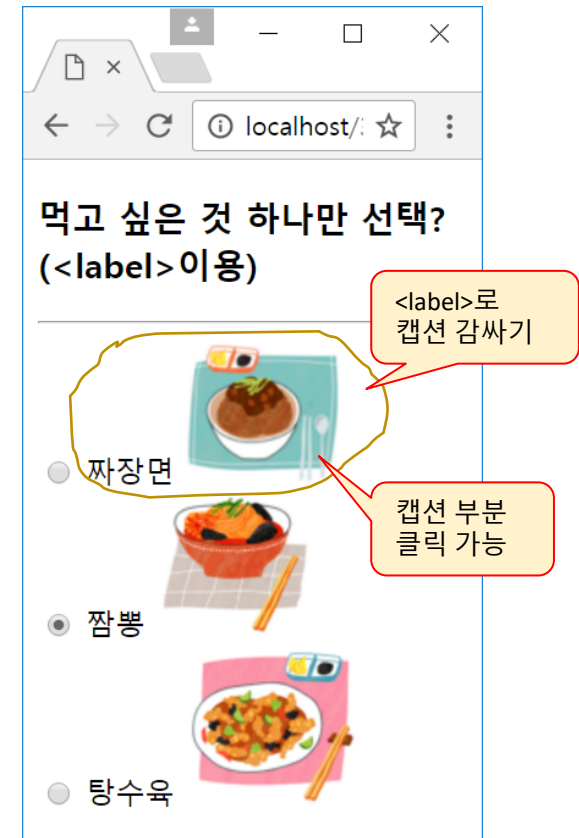 localhost/:
먹고 싶은 것 하나만 선택?
(<label>이용)
<label>로
캡션 감싸기
짜장면
캡션 부분
클릭 가능
짬뽕
탕수육